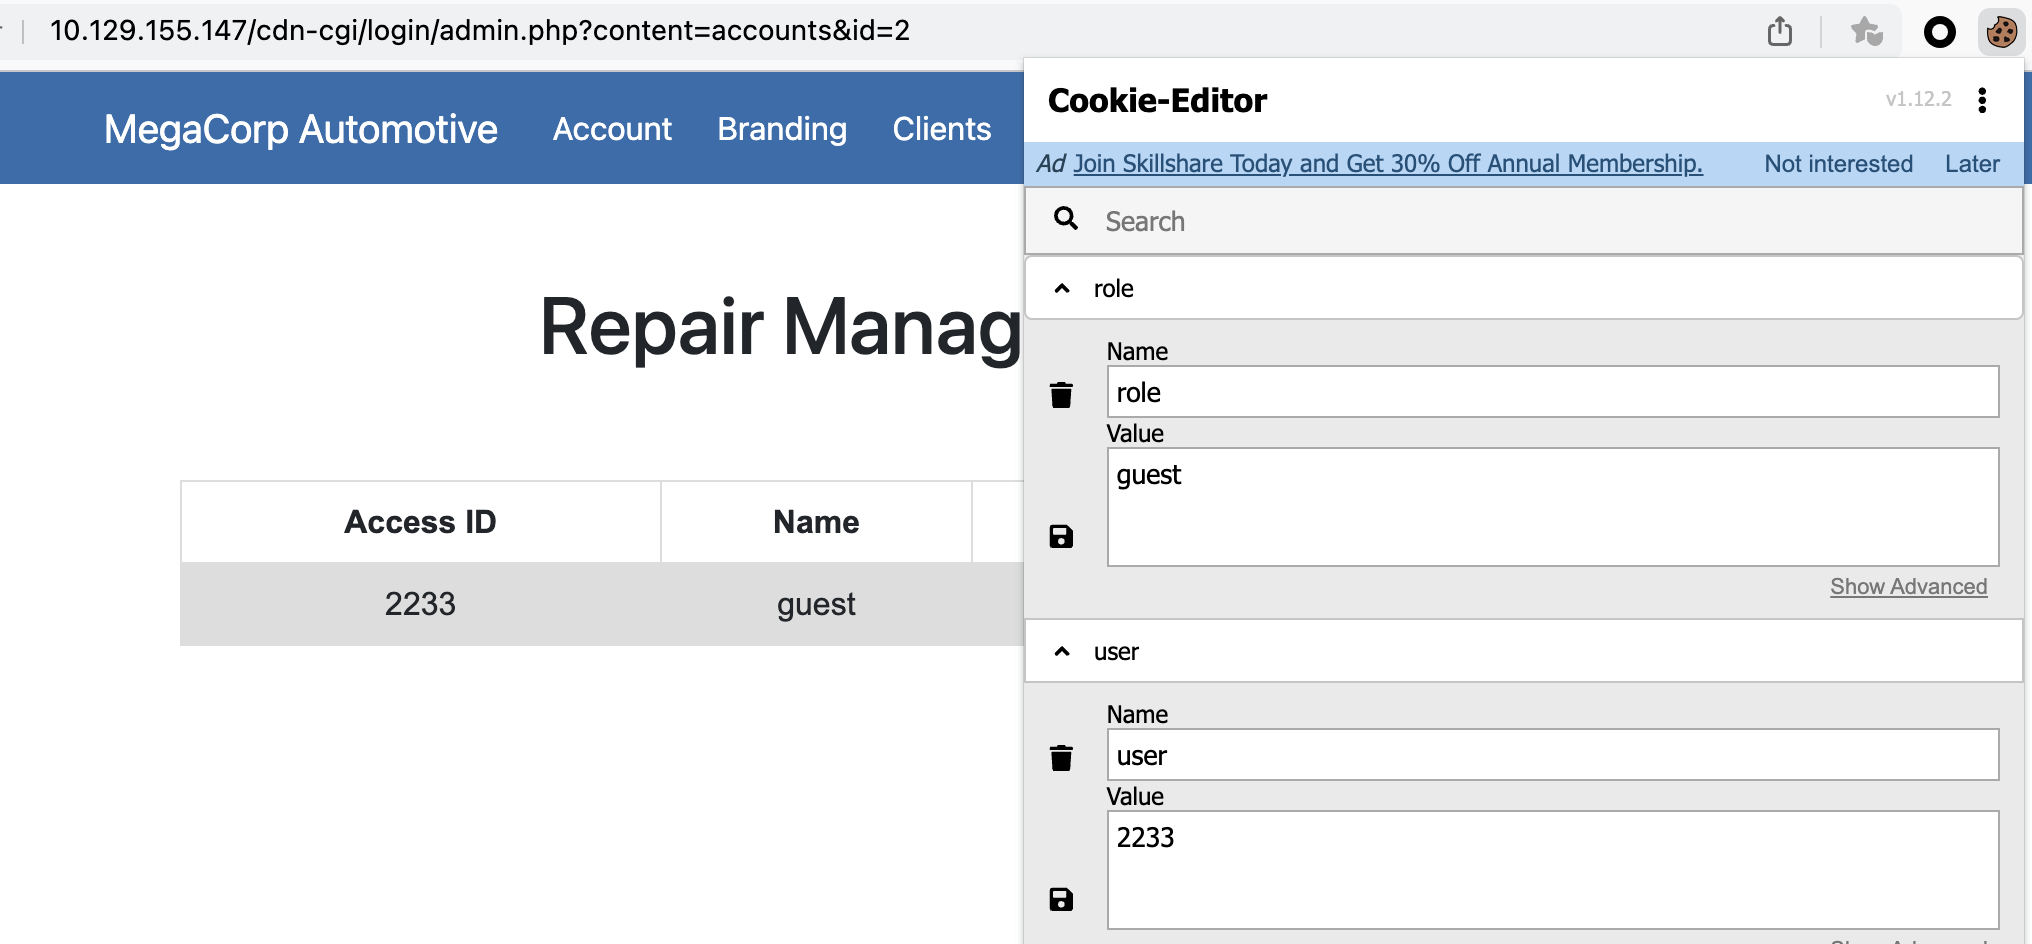 10.129.155.147/cdn-cgi/login/admin.php?content=accounts&id=2
MegaCorp Automotive Account Branding Clients
Repair Manag
Access ID Name
2233 guest
Cookie-Editor v1.12.2
Ad Join Skillshare Today and Get 30% Off Annual Membership. Not interested Later
Search
role
Name
role
Value
guest
Show Advanced
user
Name
user
Value
2233